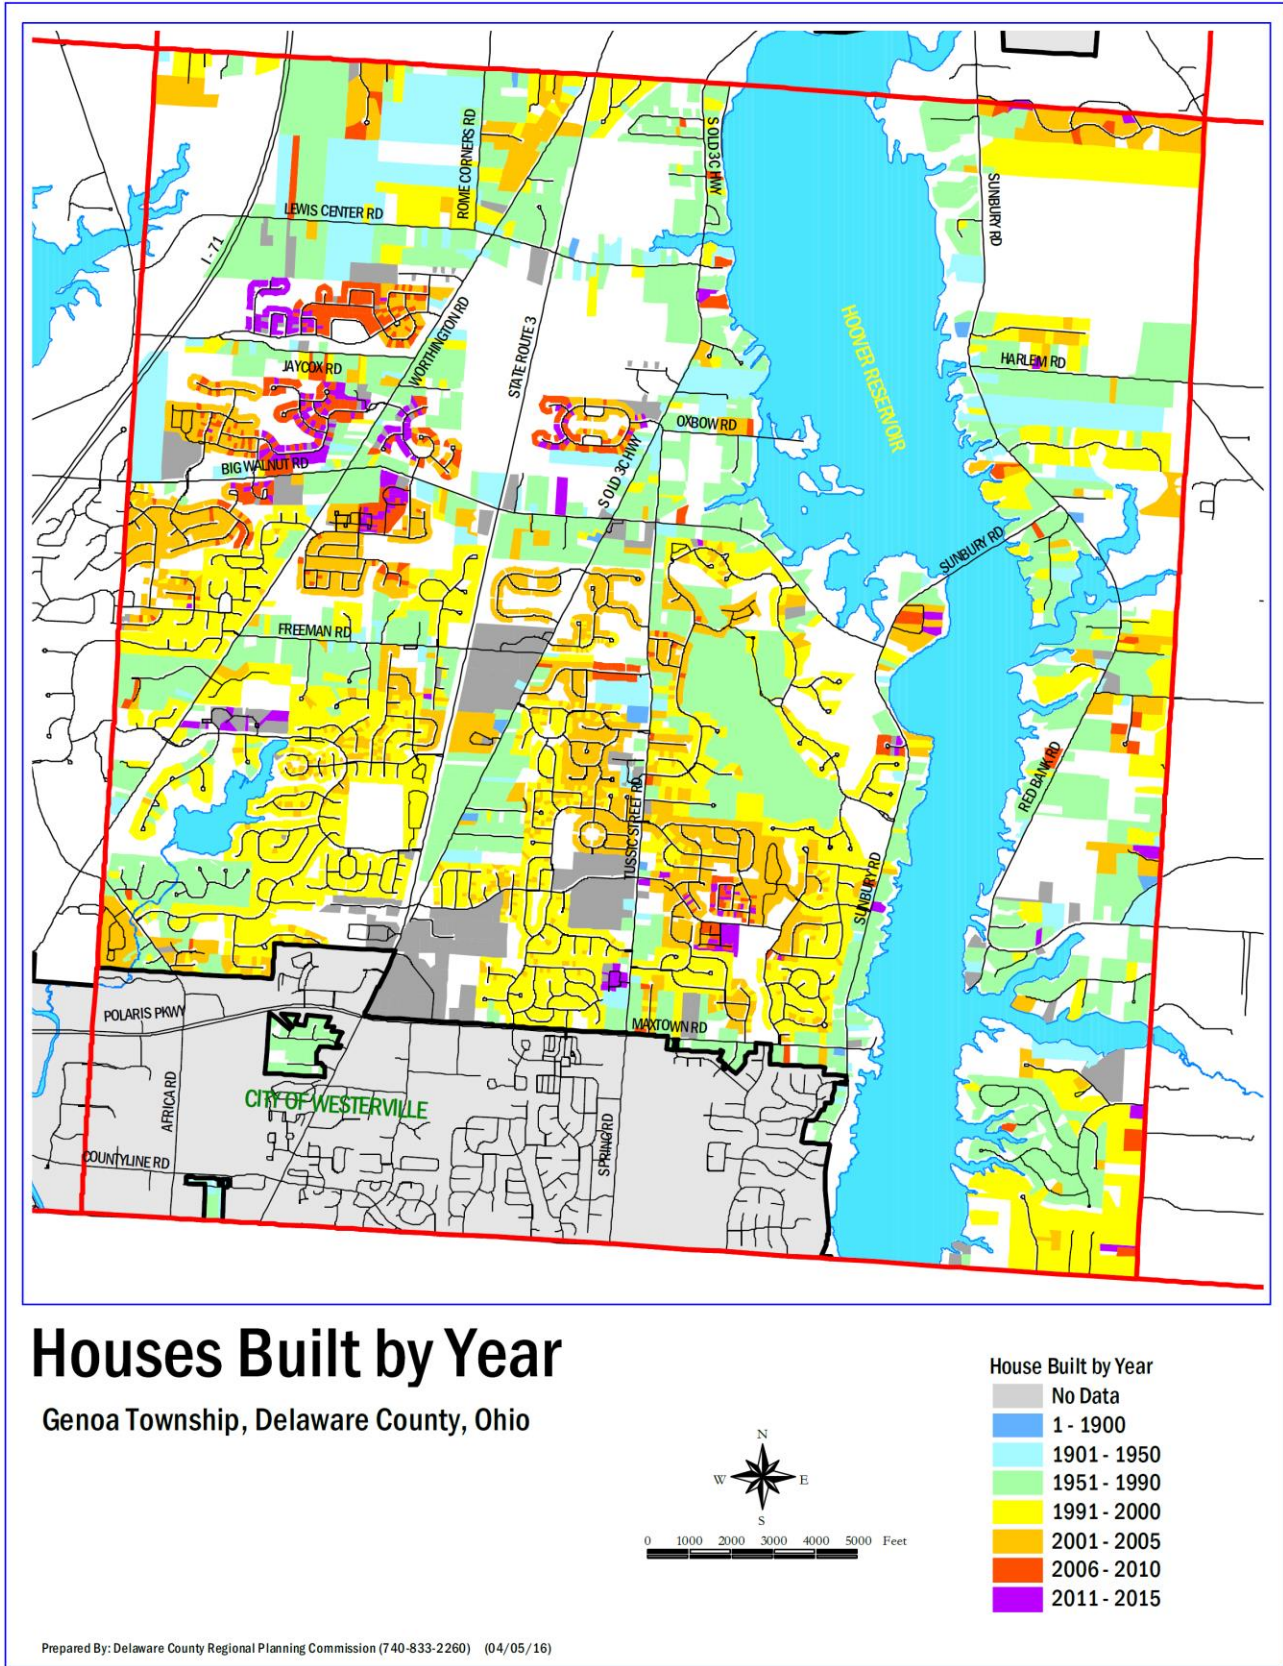 ROME CORNERS RD
S OLD 3C HWY
SUNBURY RD
LEWIS CENTER RD
I - 71
HOOVER RESERVOIR
WORTHINGTON RD
STATE ROUTE 3
JAYCOX RD
HARLEM RD
OXBOW RD
BIG WALNUT RD
S OLD 3C HWY
SUNBURY RD
FREEMAN RD
RED BANK RD
TUSSIC STREET RD
SUNBURY RD
POLARIS PKWY
MAXTOWN RD
AFRICA RD
CITY OF WESTERVILLE
SPRING RD
COUNTYLINE RD
Houses Built by Year
Genoa Township, Delaware County, Ohio
N
W E
S
0 1000 2000 3000 4000 5000 Feet
House Built by Year
No Data
1 - 1900
1901 - 1950
1951 - 1990
1991 - 2000
2001 - 2005
2006 - 2010
2011 - 2015
Prepared By: Delaware County Regional Planning Commission (740-833-2260) (04/05/16)